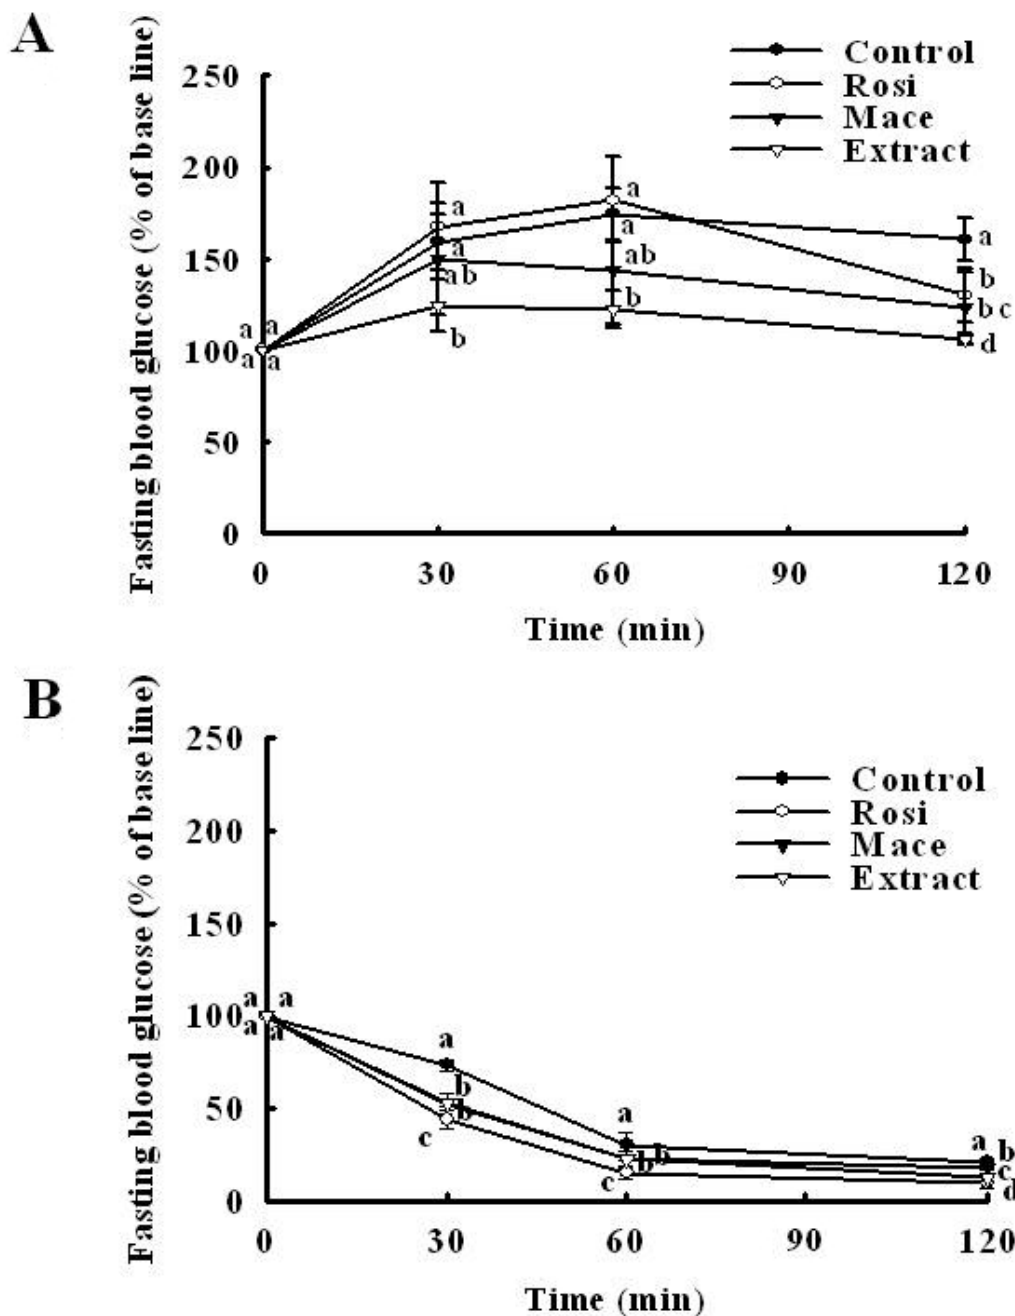 A
Fasting blood glucose (% of base line)
Control
Rosi
Mace
Extract
250
200
150
100
50
0
a a
a a
a
a
ab
b
a
a
ab
b
a
b
b c
d
0 30 60 90 120
Time (min)
B
Fasting blood glucose (% of base line)
Control
Rosi
Mace
Extract
250
200
150
100
50
0
a a
a a
a
b
b
c
a
b
b
c
a
b
c
d
0 30 60 90 120
Time (min)